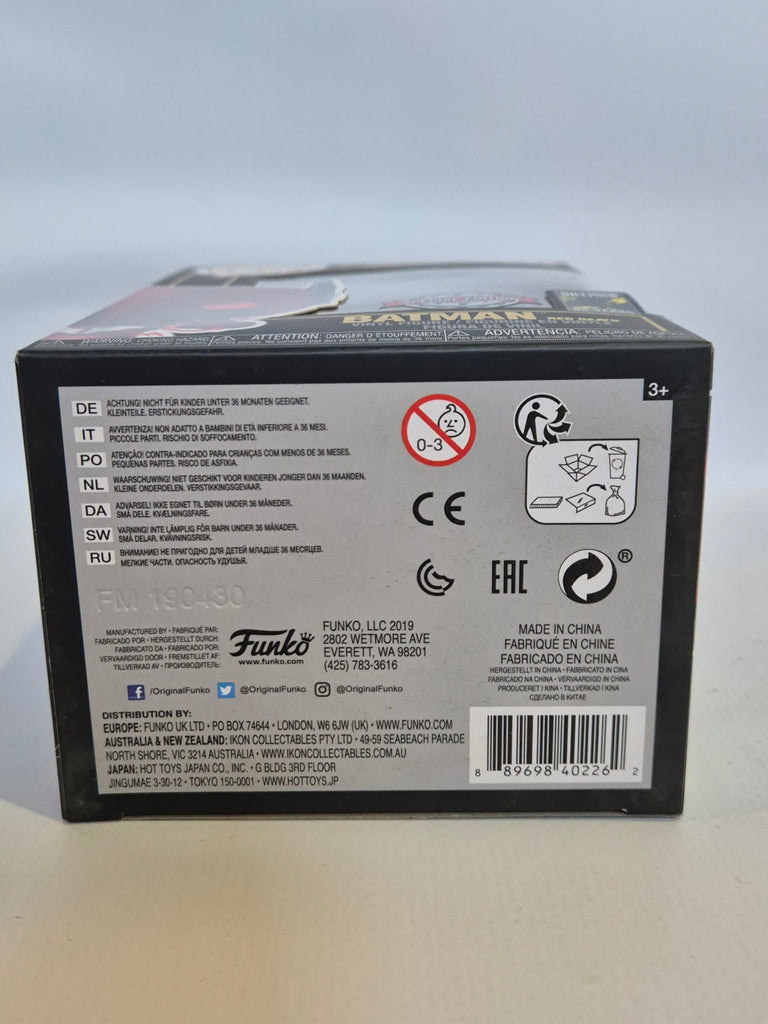 BATMAN
VINYL FIGURE
FIGURA DE VINIL
WARNING: CHOKING HAZARD
ATTENTION: DANGER D'ÉTOUFFEMENT
ADVERTENCIA: PELIGRO DE
3+
DE ACHTUNG! NICHT FÜR KINDER UNTER 36 MONATEN GEEIGNET.
KLEINTEILE. ERSTICKUNGSGEFAHR.
IT AVVERTENZA! NON ADATTO A BAMBINI DI ETÀ INFERIORE A 36 MESI.
PICCOLE PARTI. RISCHIO DI SOFFOCAMENTO.
PO ATENÇÃO! CONTRA-INDICADO PARA CRIANÇAS COM MENOS DE 36 MESES.
PEQUENAS PARTES. RISCO DE ASFIXIA.
NL WAARSCHUWING! NIET GESCHIKT VOOR KINDEREN JONGER DAN 36 MAANDEN.
KLEINE ONDERDELEN. VERSTIKKINGSGEVAAR.
DA ADVARSEL! IKKE EGNET TIL BØRN UNDER 36 MÅNEDER.
SMÅ DELE. KVÆLNINGSFARE.
SW VARNING! INTE LÄMPLIG FÖR BARN UNDER 36 MÅNADER.
SMÅ DELAR. KVÄVNINGSRISK.
RU ВНИМАНИЕ! НЕ ПРИГОДНО ДЛЯ ДЕТЕЙ МЛАДШЕ 36 МЕСЯЦЕВ.
МЕЛКИЕ ЧАСТИ. ОПАСНОСТЬ УДУШЬЯ.
0-3
CE
EAC
®
FM 190430
MANUFACTURED BY • FABRIQUÉ PAR:
FABRICADO POR • HERGESTELLT DURCH:
FABBRICATO DA • FABRICADO POR:
VERVAARDIGD DOOR • FREMSTILLET AF:
TILLVERKAD AV • ПРОИЗВОДИТЕЛЬ:
Funko
www.funko.com
FUNKO, LLC 2019
2802 WETMORE AVE
EVERETT, WA 98201
(425) 783-3616
MADE IN CHINA
FABRIQUÉ EN CHINE
FABRICADO EN CHINA
HERGESTELLT IN CHINA • FABBRICATO IN CINA
FABRICADO NA CHINA • VERVAARDIGD IN CHINA
PRODUCERET I KINA • TILLVERKAD I KINA
СДЕЛАНО В КИТАЕ
f /OriginalFunko @OriginalFunko @OriginalFunko
DISTRIBUTION BY:
EUROPE: FUNKO UK LTD • PO BOX 74644 • LONDON, W6 6JW (UK) • WWW.FUNKO.COM
AUSTRALIA & NEW ZEALAND: IKON COLLECTABLES PTY LTD • 49-59 SEABEACH PARADE
NORTH SHORE, VIC 3214 AUSTRALIA • WWW.IKONCOLLECTABLES.COM.AU
JAPAN: HOT TOYS JAPAN CO., INC. • G BLDG 3RD FLOOR
JINGUMAE 3-30-12 • TOKYO 150-0001 • WWW.HOTTOYS.JP
8 89698 40226 2